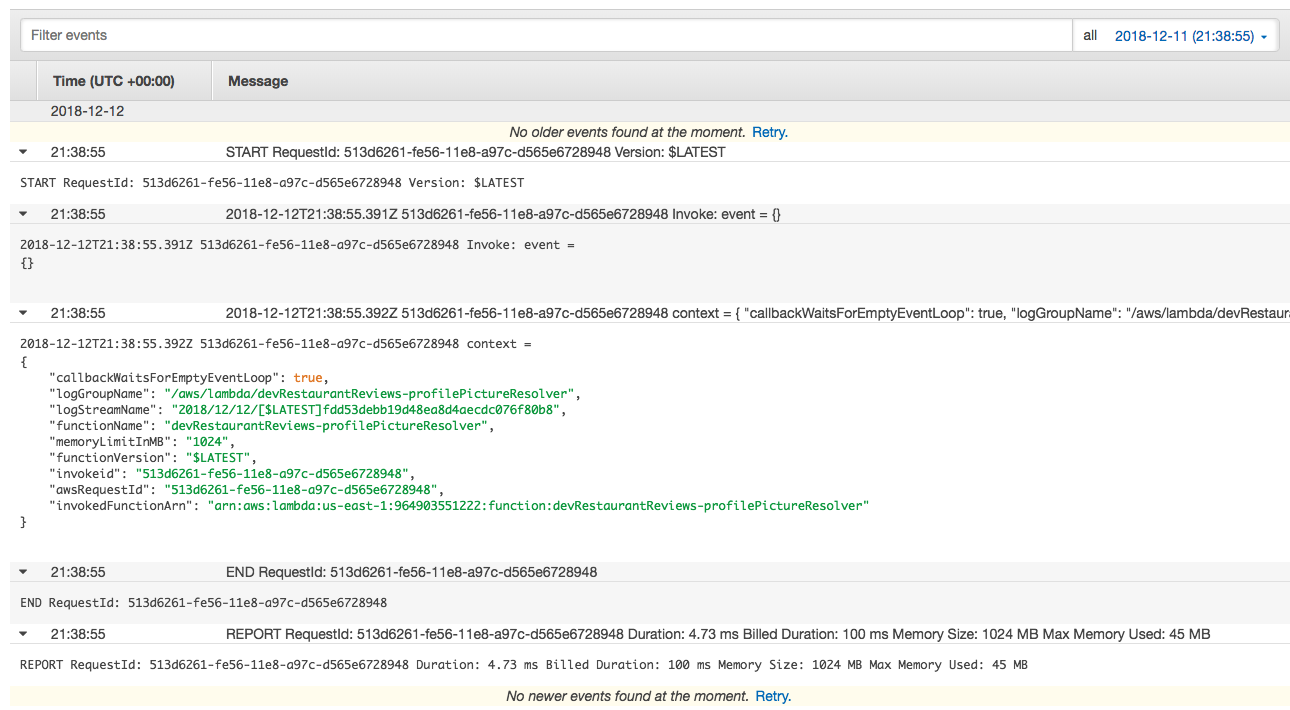 Filter events
all 2018-12-11 (21:38:55)
Time (UTC +00:00) Message
2018-12-12
No older events found at the moment. Retry.
21:38:55 START RequestId: 513d6261-fe56-11e8-a97c-d565e6728948 Version: $LATEST
START RequestId: 513d6261-fe56-11e8-a97c-d565e6728948 Version: $LATEST
21:38:55 2018-12-12T21:38:55.391Z 513d6261-fe56-11e8-a97c-d565e6728948 Invoke: event = {}
2018-12-12T21:38:55.391Z 513d6261-fe56-11e8-a97c-d565e6728948 Invoke: event =
{}
21:38:55 2018-12-12T21:38:55.392Z 513d6261-fe56-11e8-a97c-d565e6728948 context = { "callbackWaitsForEmptyEventLoop": true, "logGroupName": "/aws/lambda/devRestaura
2018-12-12T21:38:55.392Z 513d6261-fe56-11e8-a97c-d565e6728948 context =
{
"callbackWaitsForEmptyEventLoop": true,
"logGroupName": "/aws/lambda/devRestaurantReviews-profilePictureResolver",
"logStreamName": "2018/12/12/[$LATEST]fdd53debb19d48ea8d4aecdc076f80b8",
"functionName": "devRestaurantReviews-profilePictureResolver",
"memoryLimitInMB": "1024",
"functionVersion": "$LATEST",
"invokeid": "513d6261-fe56-11e8-a97c-d565e6728948",
"awsRequestId": "513d6261-fe56-11e8-a97c-d565e6728948",
"invokedFunctionArn": "arn:aws:lambda:us-east-1:964903551222:function:devRestaurantReviews-profilePictureResolver"
}
21:38:55 END RequestId: 513d6261-fe56-11e8-a97c-d565e6728948
END RequestId: 513d6261-fe56-11e8-a97c-d565e6728948
21:38:55 REPORT RequestId: 513d6261-fe56-11e8-a97c-d565e6728948 Duration: 4.73 ms Billed Duration: 100 ms Memory Size: 1024 MB Max Memory Used: 45 MB
REPORT RequestId: 513d6261-fe56-11e8-a97c-d565e6728948 Duration: 4.73 ms Billed Duration: 100 ms Memory Size: 1024 MB Max Memory Used: 45 MB
No newer events found at the moment. Retry.